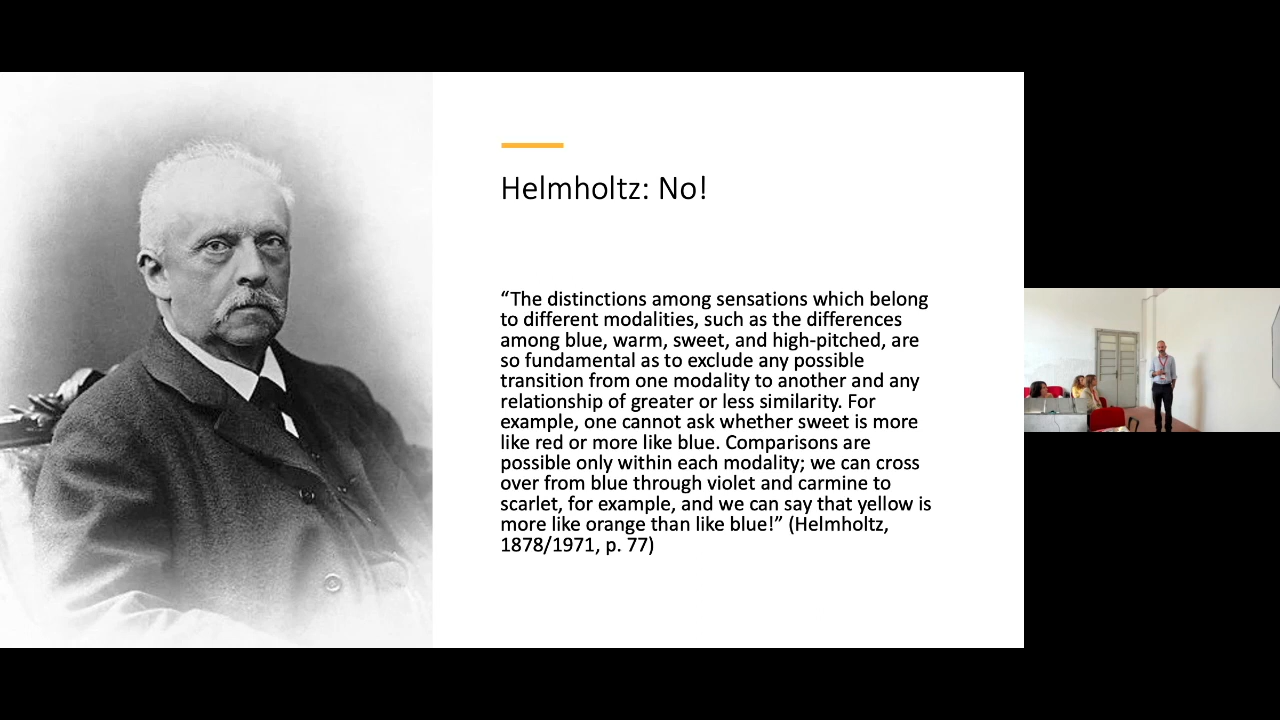 Helmholtz: No!
“The distinctions among sensations which belong
to different modalities, such as the differences
among blue, warm, sweet, and high-pitched, are
so fundamental as to exclude any possible
transition from one modality to another and any
relationship of greater or less similarity. For
example, one cannot ask whether sweet is more
like red or more like blue. Comparisons are
possible only within each modality; we can cross
over from blue through violet and carmine to
scarlet, for example, and we can say that yellow is
more like orange than like blue!” (Helmholtz,
1878/1971, p. 77)